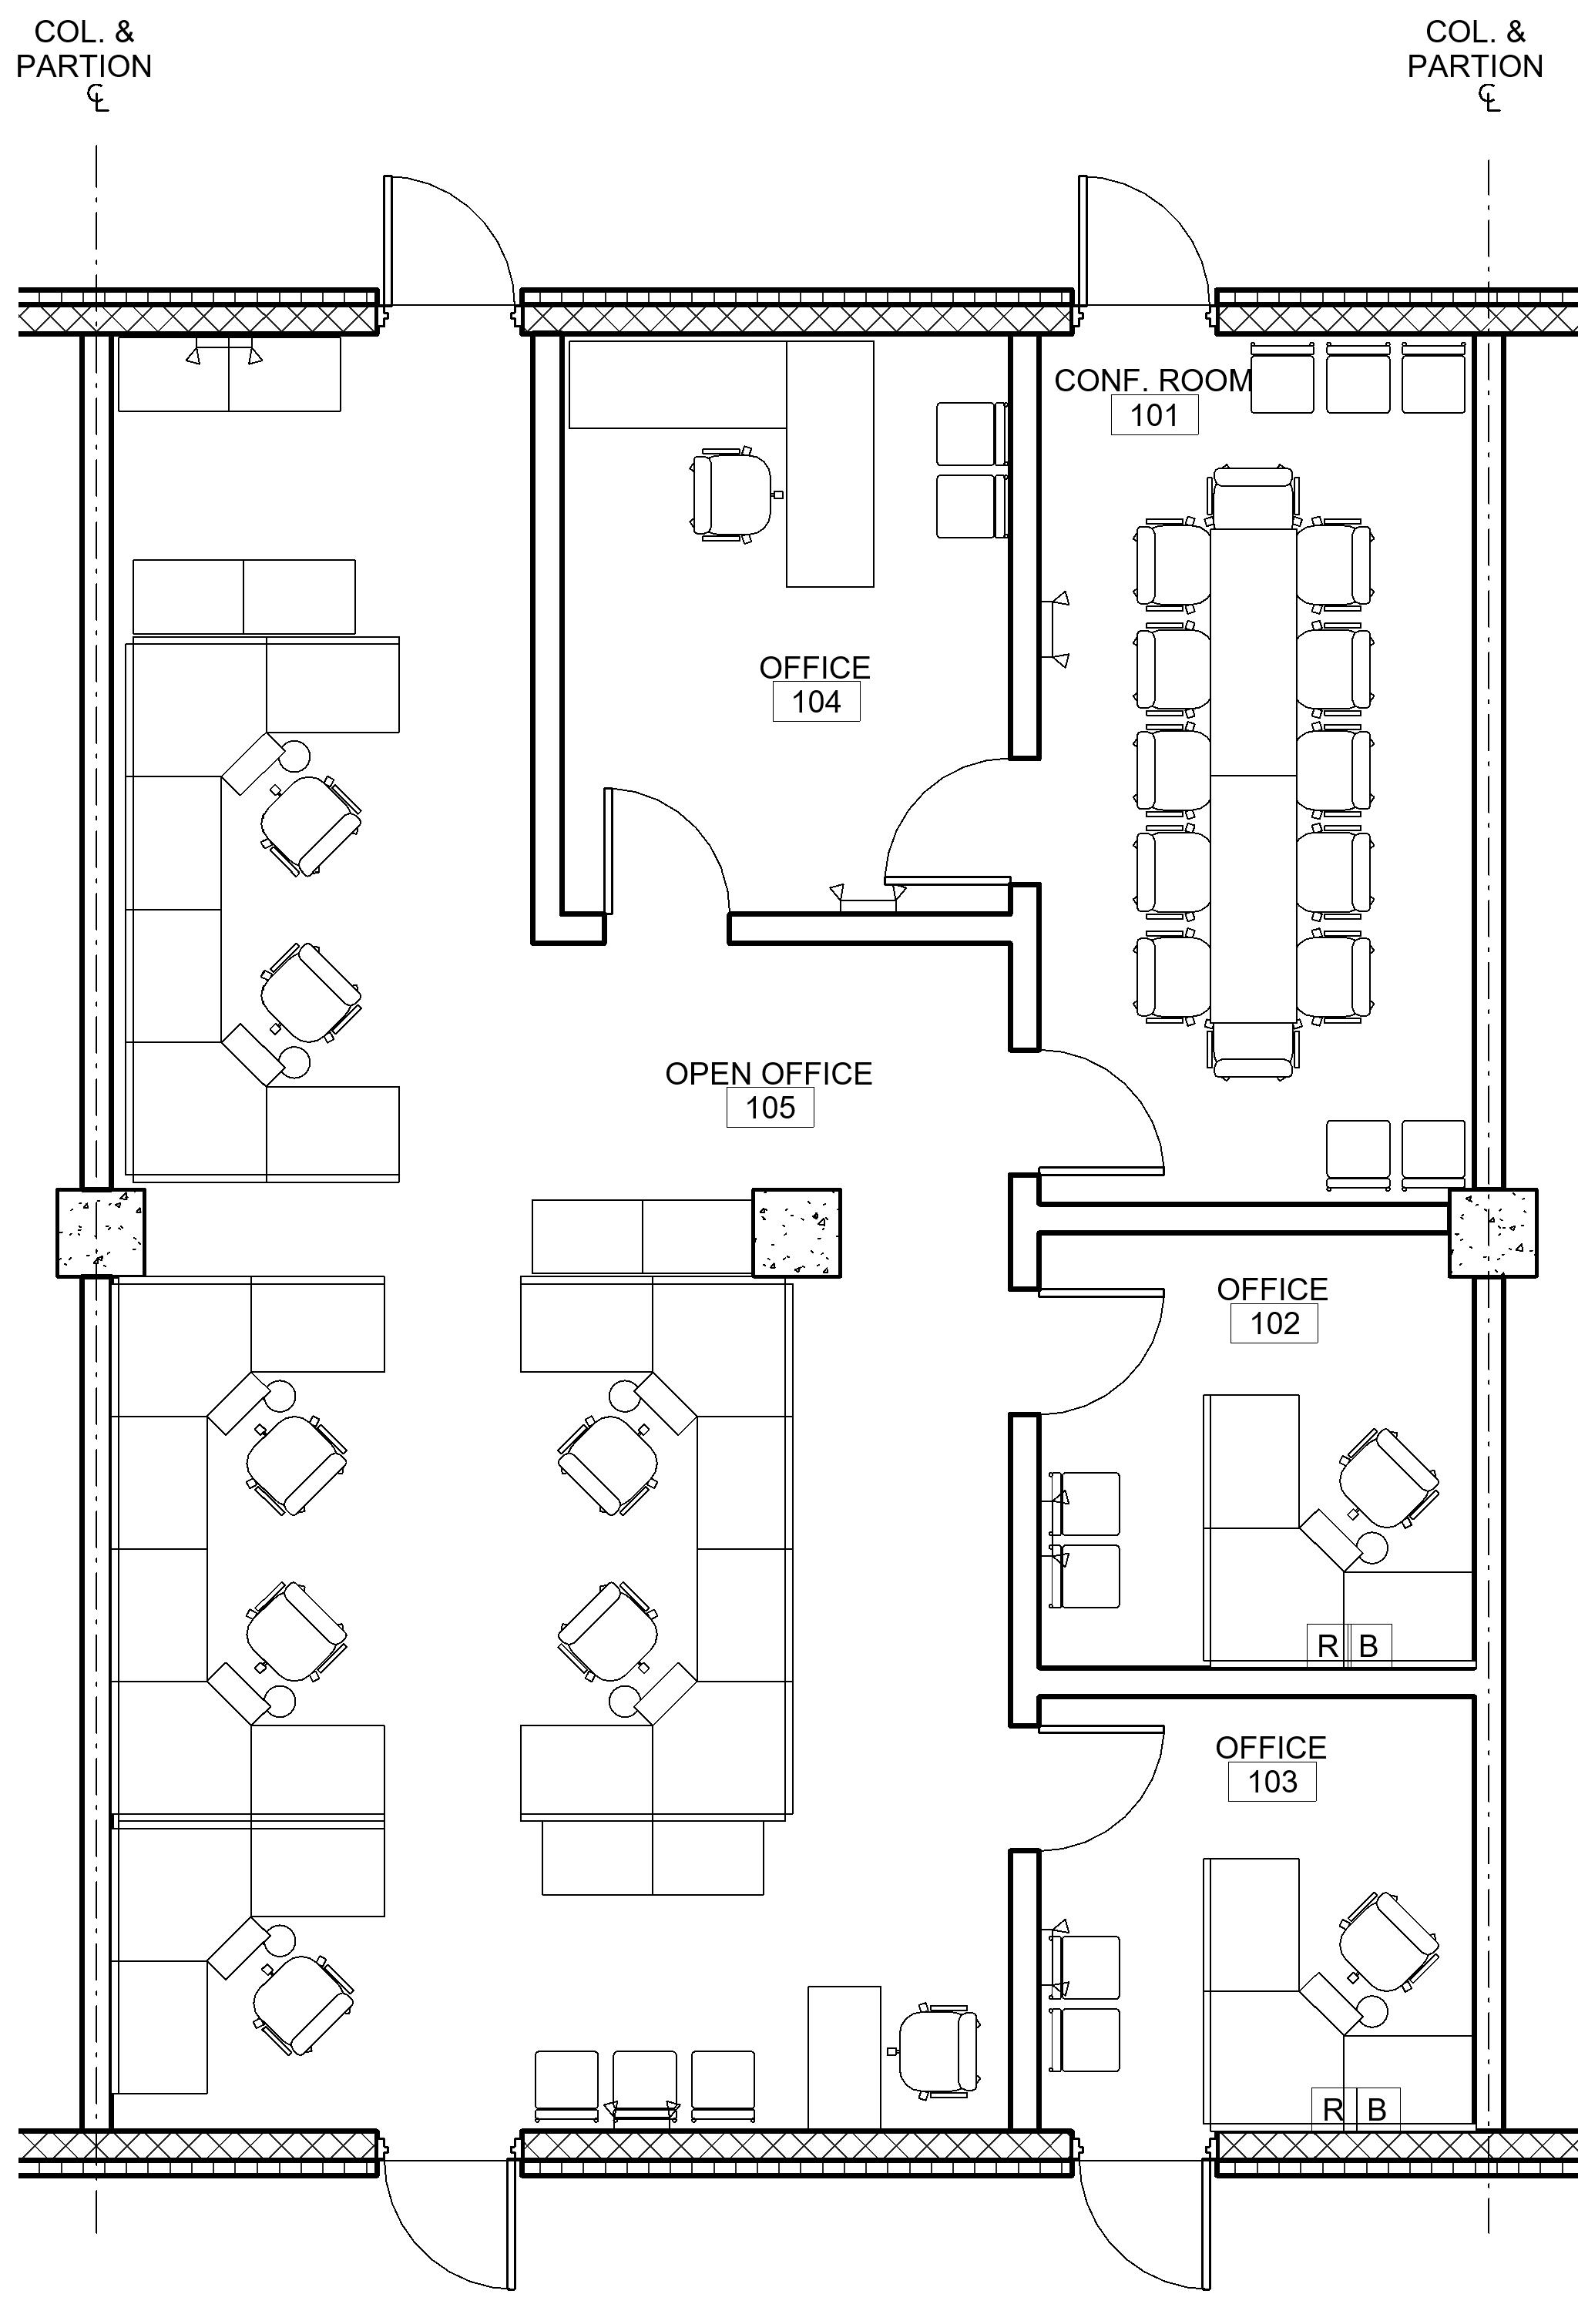 COL. &
PARTION
℄
COL. &
PARTION
℄
CONF. ROOM
101
OFFICE
104
OPEN OFFICE
105
OFFICE
102
R B
OFFICE
103
R B